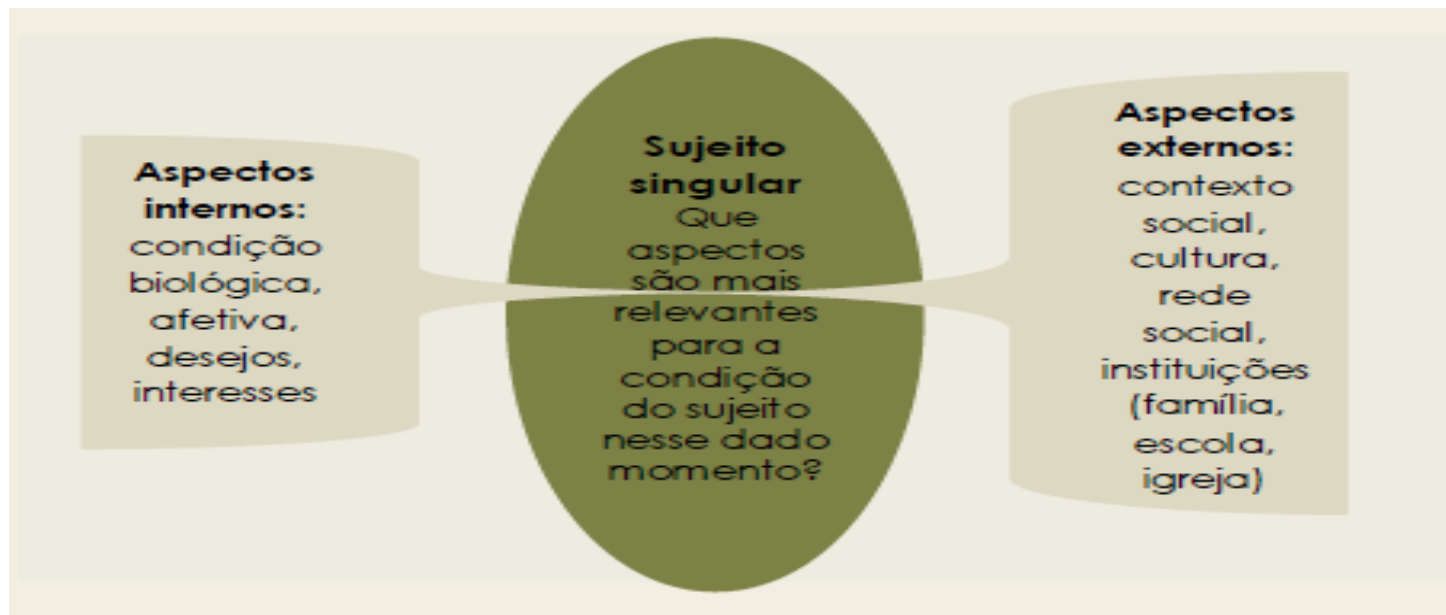 Aspectos
internos:
condição
biológica,
afetiva,
desejos,
interesses
Sujeito
singular
Que
aspectos
são mais
relevantes
para a
condição
do sujeito
nesse dado
momento?
Aspectos
externos:
contexto
social,
cultura,
rede
social,
instituições
(família,
escola,
igreja)